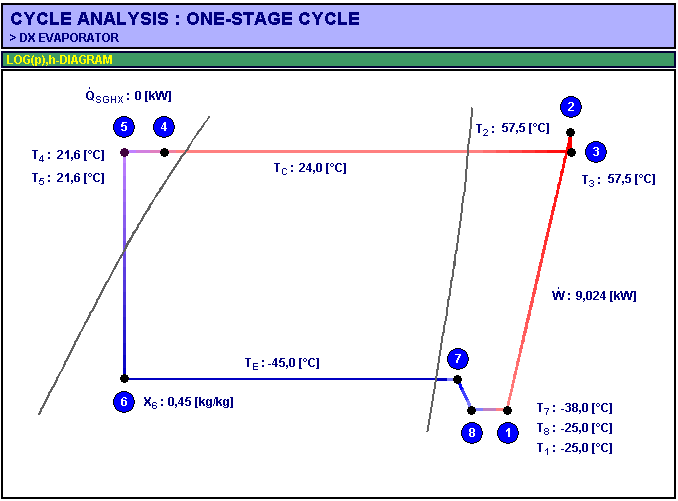 CYCLE ANALYSIS : ONE-STAGE CYCLE
> DX EVAPORATOR
LOG(p),h-DIAGRAM
Q̇SGHX : 0 [kW]
5 4 2
T2 : 57,5 [°C]
3
T4 : 21,6 [°C]
TC : 24,0 [°C]
T5 : 21,6 [°C]
T3 : 57,5 [°C]
Ẇ : 9,024 [kW]
TE : -45,0 [°C]
7
6 X6 : 0,45 [kg/kg]
8 1
T7 : -38,0 [°C]
T8 : -25,0 [°C]
T1 : -25,0 [°C]